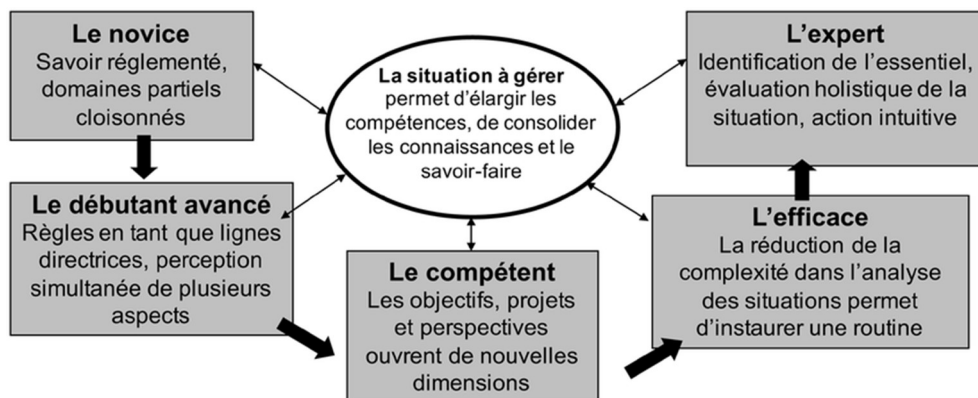 Le novice
Savoir réglementé,
domaines partiels
cloisonnés
Le débutant avancé
Règles en tant que lignes
directrices, perception
simultanée de plusieurs
aspects
La situation à gérer
permet d'élargir les
compétences, de consolider
les connaissances et le
savoir-faire
Le compétent
Les objectifs, projets
et perspectives
ouvrent de nouvelles
dimensions
L'efficace
La réduction de la
complexité dans l'analyse
des situations permet
d'instaurer une routine
L'expert
Identification de l'essentiel,
évaluation holistique de la
situation, action intuitive